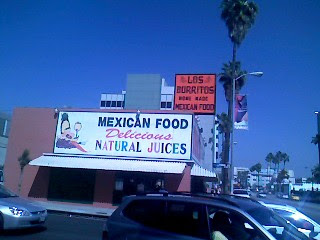 LOS
BURRITOS
HOME MADE
MEXICAN FOOD
MEXICAN FOOD
Delicious
NATURAL JUICES